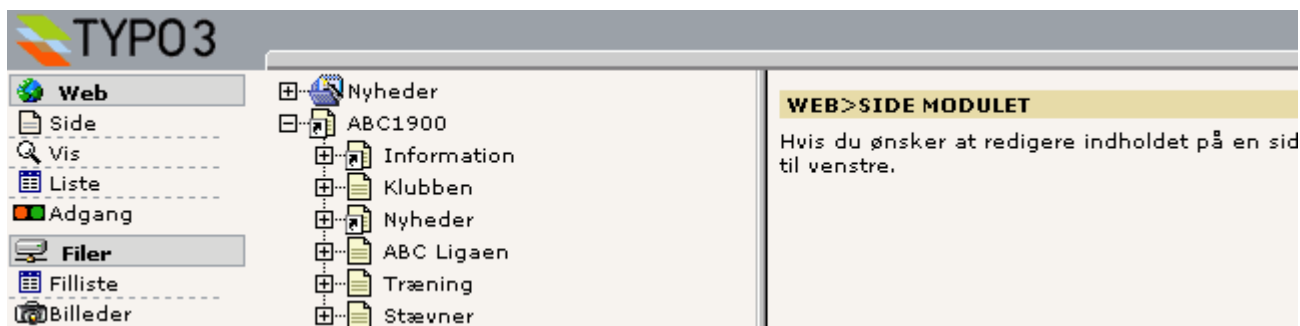 TYPO3
Web
Side
Vis
Liste
Adgang
Filer
Filliste
Billeder
Nyheder
ABC1900
Information
Klubben
Nyheder
ABC Ligaen
Træning
Stævner
WEB>SIDE MODULET
Hvis du ønsker at redigere indholdet på en sid
til venstre.